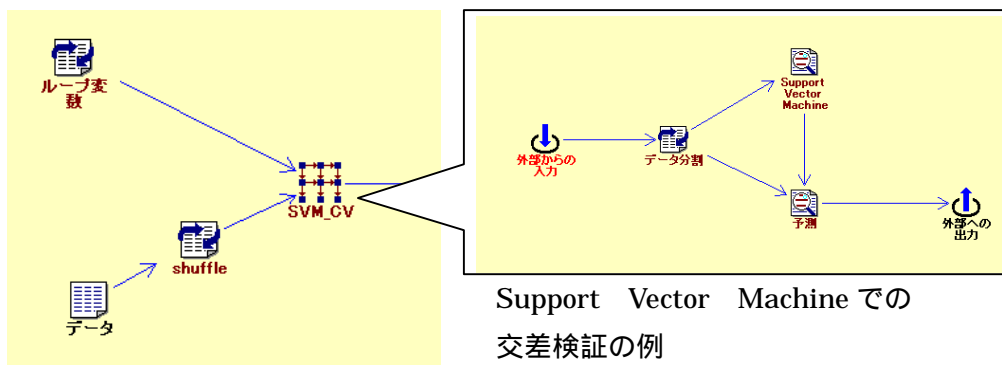 ループ変
数
SVM_CV
shuffle
データ
Support
Vector
Machine
外部からの
入力
データ分割
予測
外部への
出力
Support Vector Machine での
交差検証の例